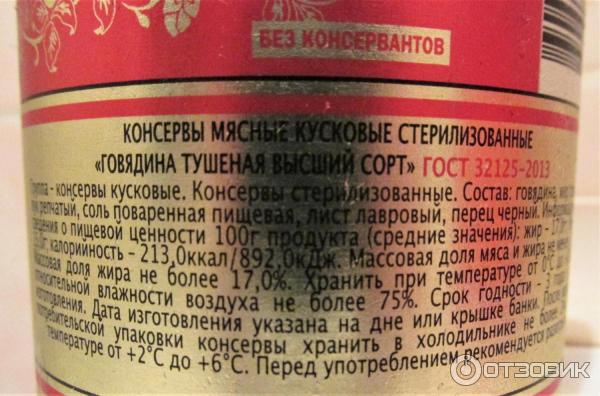 БЕЗ КОНСЕРВАНТОВ
КОНСЕРВЫ МЯСНЫЕ КУСКОВЫЕ СТЕРИЛИЗОВАННЫЕ
«ГОВЯДИНА ТУШЕНАЯ ВЫСШИЙ СОРТ» ГОСТ 32125-2013
Группа - консервы кусковые. Консервы стерилизованные. Состав: говядина,
репчатый, соль поваренная пищевая, лист лавровый, перец черный.
о пищевой ценности 100г продукта (средние значения): жир -
калорийность - 213,0ккал/892,0кДж. Массовая доля мяса и жира не
Массовая доля жира не более 17,0%. Хранить при температуре от 0°С
относительной влажности воздуха не более 75%. Срок годности - 3
изготовления. Дата изготовления указана на дне или крышке банки. После
потребительской упаковки консервы хранить в холодильнике не более
температуре от +2°С до +6°С. Перед употреблением рекомендуется
ОТЗОВИК